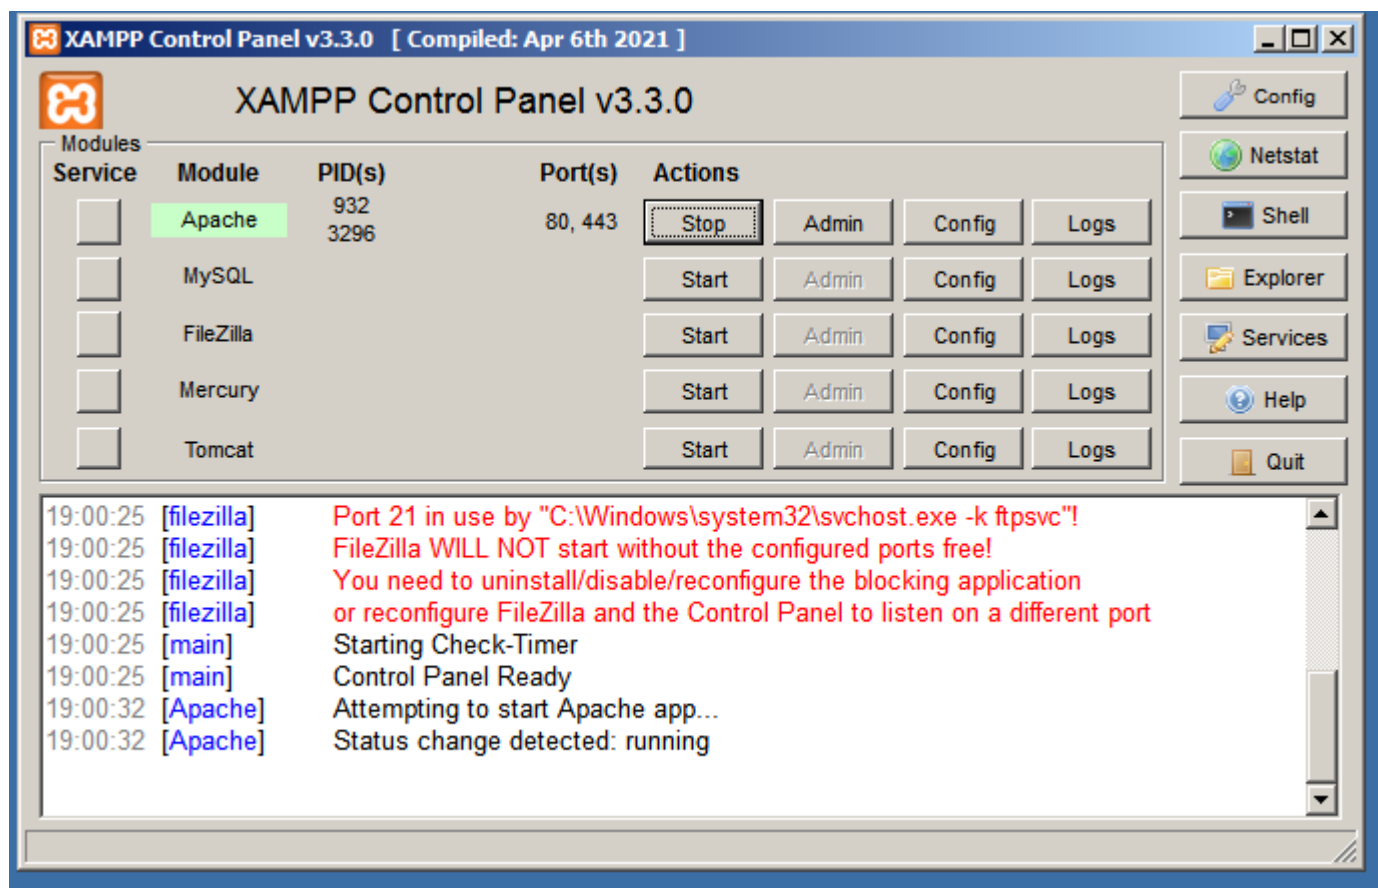 XAMPP Control Panel v3.3.0 [ Compiled: Apr 6th 2021 ]
XAMPP Control Panel v3.3.0
Config
Modules
Netstat
Service Module PID(s) Port(s) Actions
Apache 932 3296 80, 443 Stop Admin Config Logs
Shell
MySQL Start Admin Config Logs
Explorer
FileZilla Start Admin Config Logs
Services
Mercury Start Admin Config Logs
Help
Tomcat Start Admin Config Logs
Quit
19:00:25 [filezilla] Port 21 in use by "C:\Windows\system32\svchost.exe -k ftpsvc"!
19:00:25 [filezilla] FileZilla WILL NOT start without the configured ports free!
19:00:25 [filezilla] You need to uninstall/disable/reconfigure the blocking application
19:00:25 [filezilla] or reconfigure FileZilla and the Control Panel to listen on a different port
19:00:25 [main] Starting Check-Timer
19:00:25 [main] Control Panel Ready
19:00:32 [Apache] Attempting to start Apache app...
19:00:32 [Apache] Status change detected: running